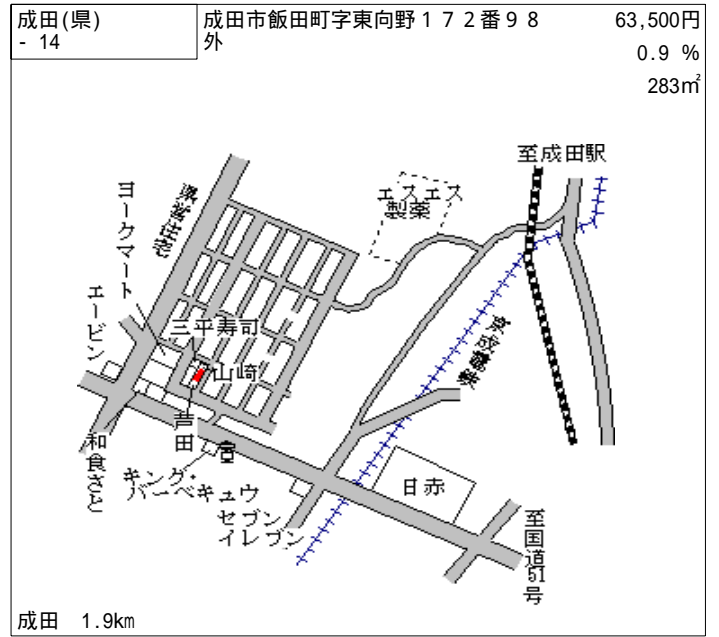 成田(県)
- 14
成田市飯田町字東向野１７２番９８
外
63,500円
0.9 %
283㎡
至成田駅
エスエス
製薬
県営住宅
ヨークマート
エービン
三平寿司
山崎
京成電鉄
芦田
和食さと
キング・
バーベキュウ
セブン
イレブン
日赤
至国道51号
成田 1.9km